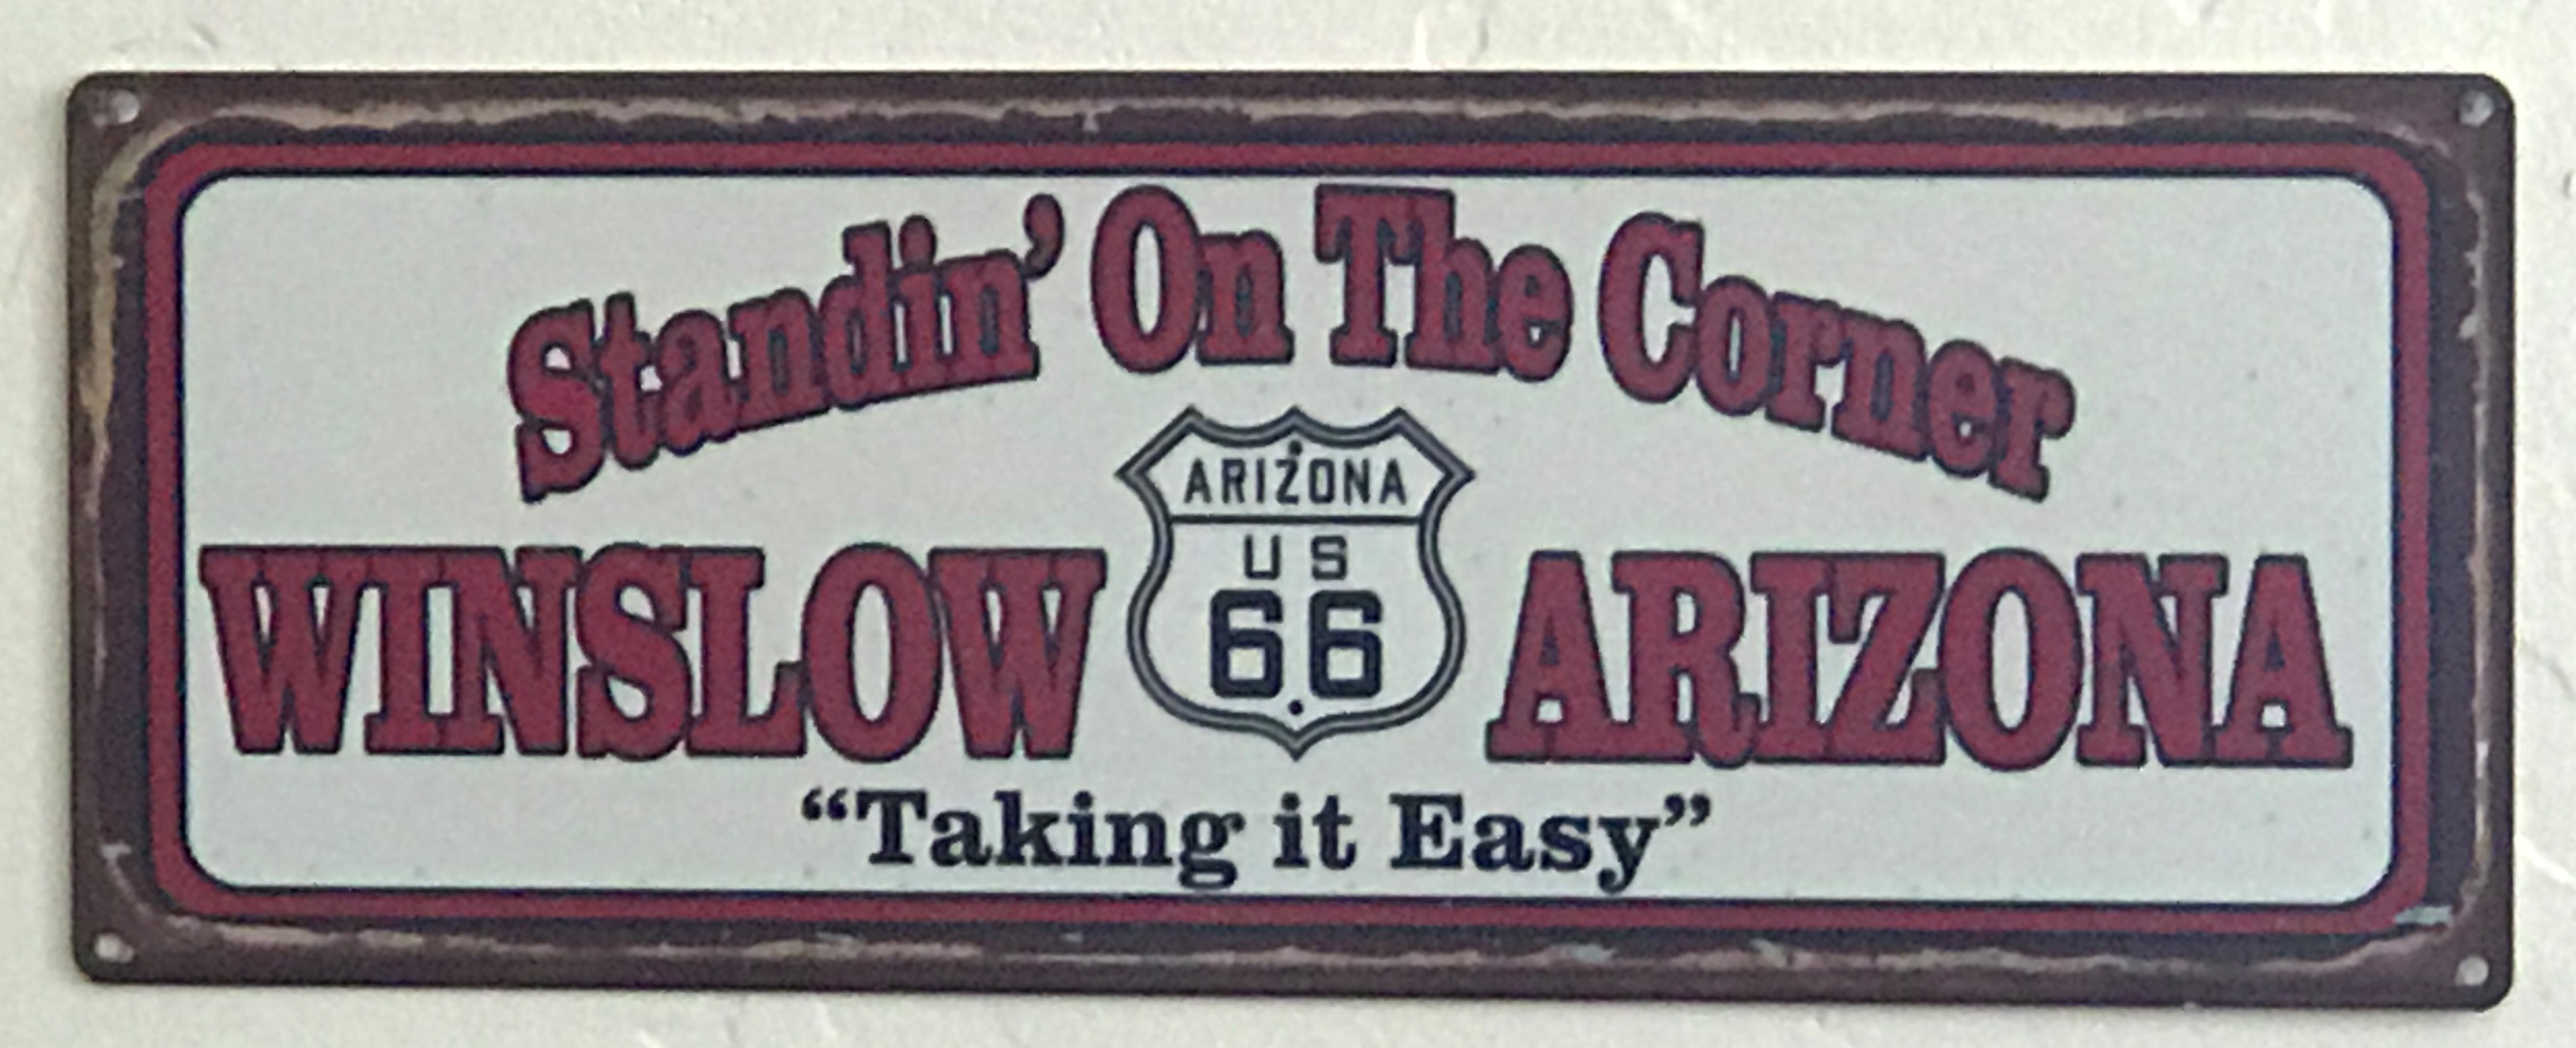 Standin' On The Corner
ARIZONA
US
66
WINSLOW ARIZONA
“Taking it Easy”